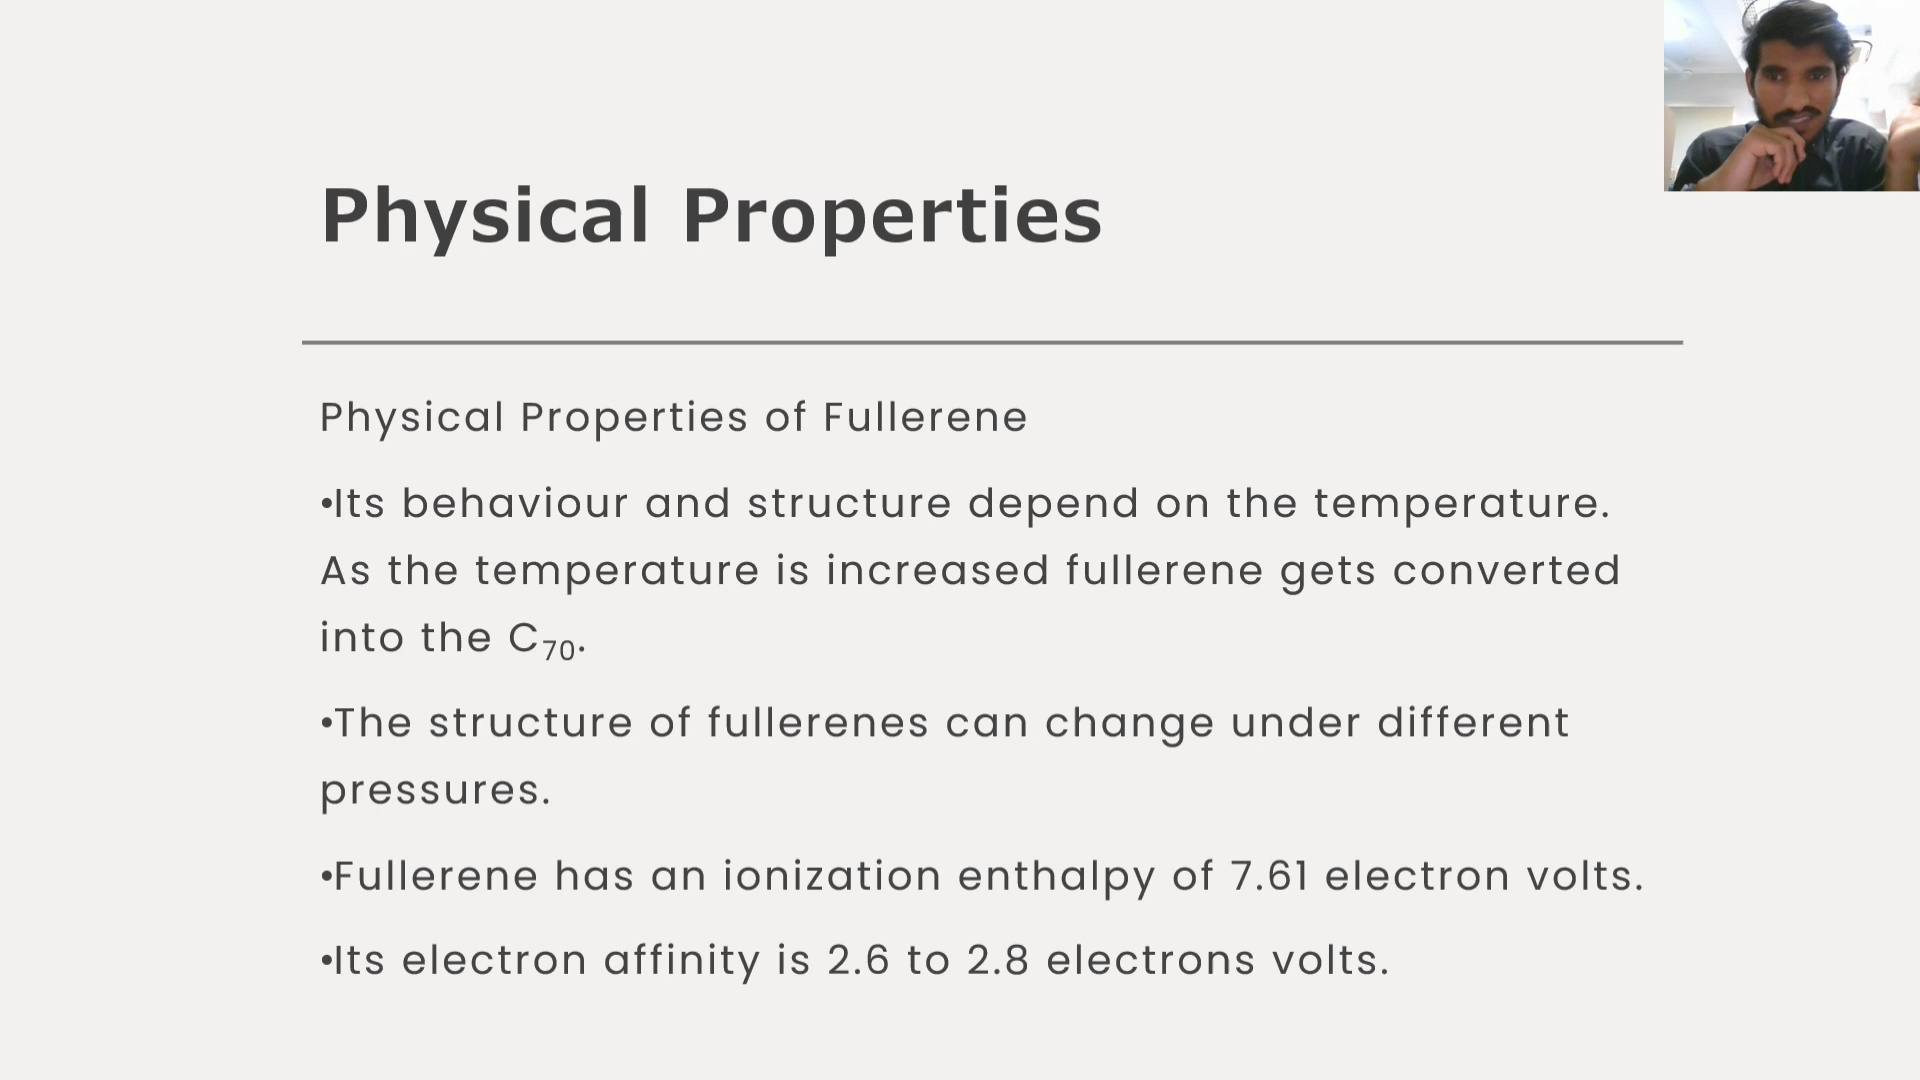 Physical Properties
Physical Properties of Fullerene
•Its behaviour and structure depend on the temperature.
As the temperature is increased fullerene gets converted
into the C₇₀.
•The structure of fullerenes can change under different
pressures.
•Fullerene has an ionization enthalpy of 7.61 electron volts.
•Its electron affinity is 2.6 to 2.8 electrons volts.